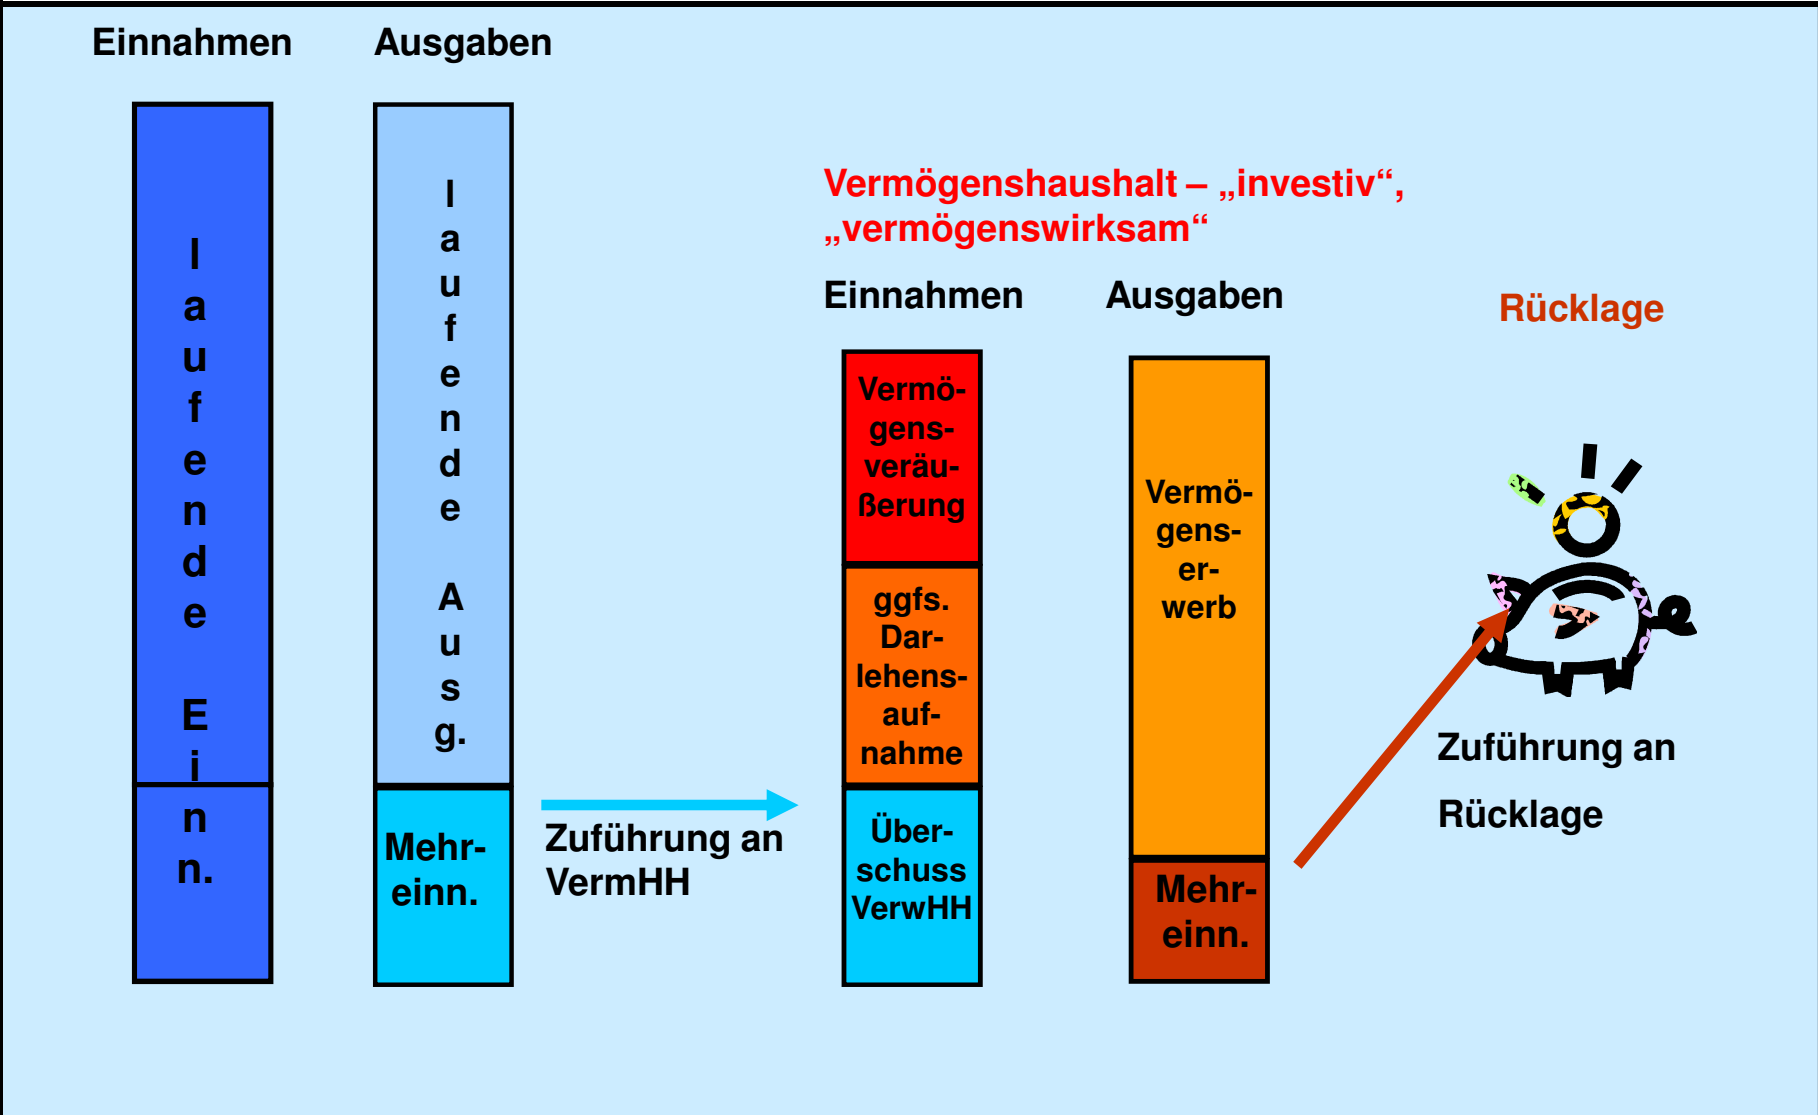 Einnahmen
Ausgaben
laufende Einn.
laufende Ausg.
Mehr-
einn.
Zuführung an
VermHH
Vermögenshaushalt – „investiv“,
„vermögenswirksam“
Einnahmen
Ausgaben
Vermö-
gens-
veräu-
ßerung
ggfs.
Dar-
lehens-
auf-
nahme
Über-
schuss
VerwHH
Vermö-
gens-
er-
werb
Mehr-
einn.
Rücklage
Zuführung an
Rücklage